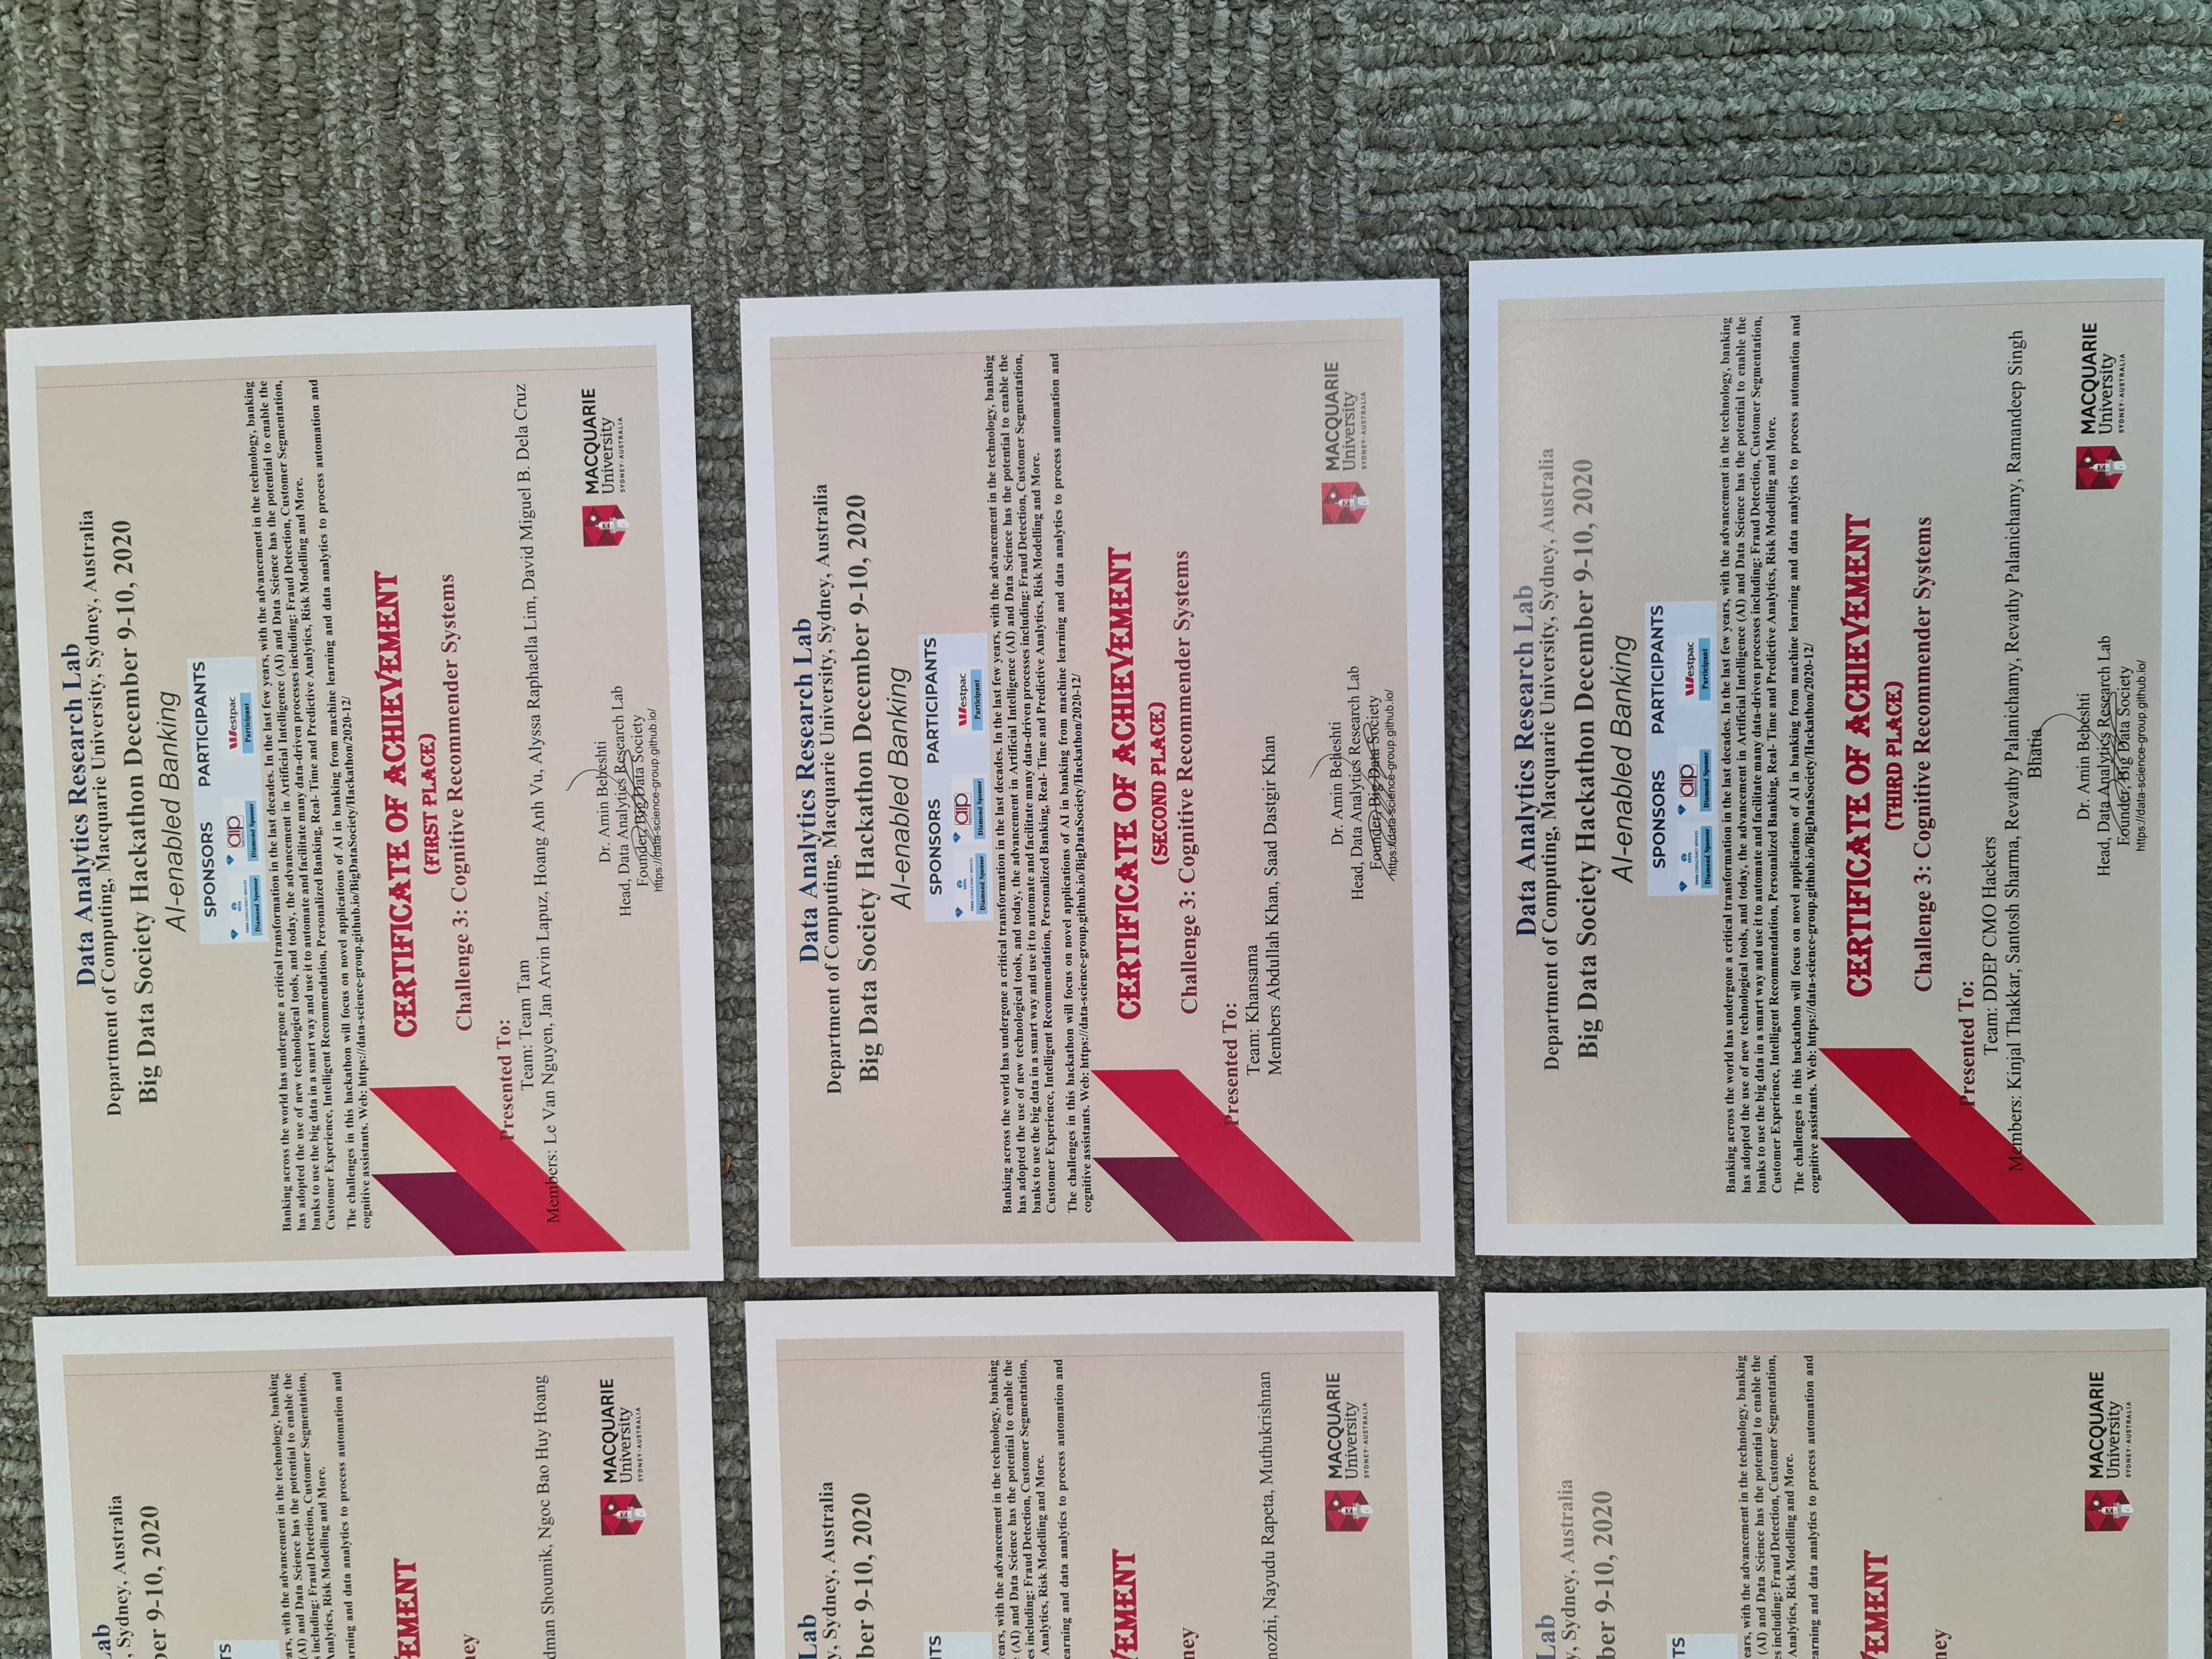 Lab
, Sydney, Australia
ber 9-10, 2020
TS
ears, with the advancement in the technology, banking
(AI) and Data Science has the potential to enable the
s including: Fraud Detection, Customer Segmentation,
Analytics, Risk Modelling and More.
arning and data analytics to process automation and
VEMENT
ney
dman Shoumik, Ngoc Bao Huy Hoang
MACQUARIE
University
SYDNEY·AUSTRALIA
Data Analytics Research Lab
Department of Computing, Macquarie University, Sydney, Australia
Big Data Society Hackathon December 9-10, 2020
AI-enabled Banking
SPONSORS PARTICIPANTS
TATA aip Westpac
TATA CONSULTANCY SERVICES
Diamond Sponsor Diamond Sponsor Participant
Banking across the world has undergone a critical transformation in the last decades. In the last few years, with the advancement in the technology, banking
has adopted the use of new technological tools, and today, the advancement in Artificial Intelligence (AI) and Data Science has the potential to enable the
banks to use the big data in a smart way and use it to automate and facilitate many data-driven processes including: Fraud Detection, Customer Segmentation,
Customer Experience, Intelligent Recommendation, Personalized Banking, Real- Time and Predictive Analytics, Risk Modelling and More.
The challenges in this hackathon will focus on novel applications of AI in banking from machine learning and data analytics to process automation and
cognitive assistants. Web: https://data-science-group.github.io/BigDataSociety/Hackathon/2020-12/
CERTIFICATE OF ACHIEVEMENT
(FIRST PLACE)
Challenge 3: Cognitive Recommender Systems
Presented To:
Team: Team Tam
Members: Le Van Nguyen, Jan Arvin Lapuz, Hoang Anh Vu, Alyssa Raphaella Lim, David Miguel B. Dela Cruz
Dr. Amin Beheshti
Head, Data Analytics Research Lab
Founder, Big Data Society
https://data-science-group.github.io/
MACQUARIE
University
SYDNEY·AUSTRALIA
Lab
y, Sydney, Australia
ber 9-10, 2020
ITS
years, with the advancement in the technology, banking
(AI) and Data Science has the potential to enable the
es including: Fraud Detection, Customer Segmentation,
Analytics, Risk Modelling and More.
earning and data analytics to process automation and
VEMENT
ney
nozhi, Nayudu Rapeta, Muthukrishnan
MACQUARIE
University
SYDNEY·AUSTRALIA
Data Analytics Research Lab
Department of Computing, Macquarie University, Sydney, Australia
Big Data Society Hackathon December 9-10, 2020
AI-enabled Banking
SPONSORS PARTICIPANTS
TATA aip Westpac
TATA CONSULTANCY SERVICES
Diamond Sponsor Diamond Sponsor Participant
Banking across the world has undergone a critical transformation in the last decades. In the last few years, with the advancement in the technology, banking
has adopted the use of new technological tools, and today, the advancement in Artificial Intelligence (AI) and Data Science has the potential to enable the
banks to use the big data in a smart way and use it to automate and facilitate many data-driven processes including: Fraud Detection, Customer Segmentation,
Customer Experience, Intelligent Recommendation, Personalized Banking, Real- Time and Predictive Analytics, Risk Modelling and More.
The challenges in this hackathon will focus on novel applications of AI in banking from machine learning and data analytics to process automation and
cognitive assistants. Web: https://data-science-group.github.io/BigDataSociety/Hackathon/2020-12/
CERTIFICATE OF ACHIEVEMENT
(SECOND PLACE)
Challenge 3: Cognitive Recommender Systems
Presented To:
Team: Khansama
Members Abdullah Khan, Saad Dastgir Khan
Dr. Amin Beheshti
Head, Data Analytics Research Lab
Founder, Big Data Society
https://data-science-group.github.io/
MACQUARIE
University
SYDNEY·AUSTRALIA
Lab
y, Sydney, Australia
ber 9-10, 2020
TS
ears, with the advancement in the technology, banking
(AI) and Data Science has the potential to enable the
es including: Fraud Detection, Customer Segmentation,
Analytics, Risk Modelling and More.
earning and data analytics to process automation and
VEMENT
ney
MACQUARIE
University
SYDNEY·AUSTRALIA
Data Analytics Research Lab
Department of Computing, Macquarie University, Sydney, Australia
Big Data Society Hackathon December 9-10, 2020
AI-enabled Banking
SPONSORS PARTICIPANTS
TATA aip Westpac
TATA CONSULTANCY SERVICES
Diamond Sponsor Diamond Sponsor Participant
Banking across the world has undergone a critical transformation in the last decades. In the last few years, with the advancement in the technology, banking
has adopted the use of new technological tools, and today, the advancement in Artificial Intelligence (AI) and Data Science has the potential to enable the
banks to use the big data in a smart way and use it to automate and facilitate many data-driven processes including: Fraud Detection, Customer Segmentation,
Customer Experience, Intelligent Recommendation, Personalized Banking, Real- Time and Predictive Analytics, Risk Modelling and More.
The challenges in this hackathon will focus on novel applications of AI in banking from machine learning and data analytics to process automation and
cognitive assistants. Web: https://data-science-group.github.io/BigDataSociety/Hackathon/2020-12/
CERTIFICATE OF ACHIEVEMENT
(THIRD PLACE)
Challenge 3: Cognitive Recommender Systems
Presented To:
Team: DDEP CMO Hackers
Members: Kinjal Thakkar, Santosh Sharma, Revathy Palanichamy, Revathy Palanichamy, Ramandeep Singh
Bhatia
Dr. Amin Beheshti
Head, Data Analytics Research Lab
Founder, Big Data Society
https://data-science-group.github.io/
MACQUARIE
University
SYDNEY·AUSTRALIA